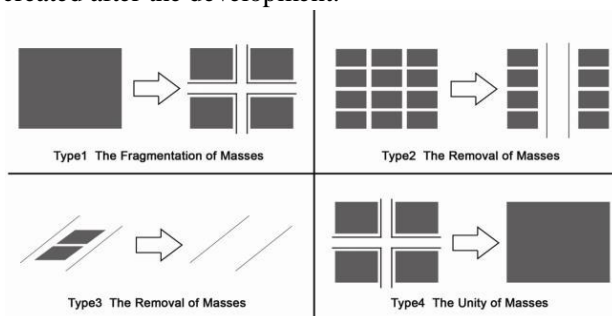 created after the development.
Type1 The Fragmentation of Masses
Type2 The Removal of Masses
Type3 The Removal of Masses
Type4 The Unity of Masses